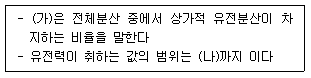 - (가)은 전체분산 중에서 상가적 유전분산이 차
지하는 비율을 말한다
- 유전력이 취하는 값의 범위는 (나)까지 이다